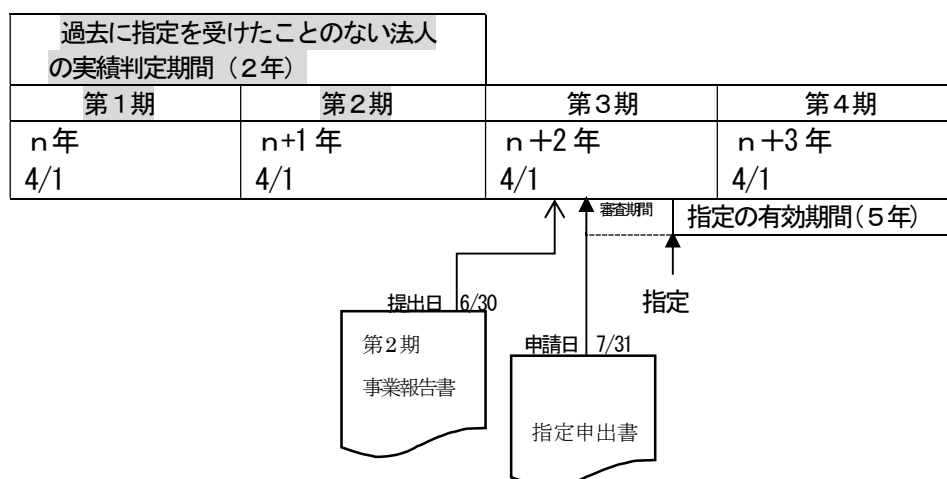 過去に指定を受けたことのない法人
の実績判定期間（２年）
第１期 第２期 第３期 第４期
ｎ年 ｎ+1 年 ｎ＋2 年 ｎ＋3 年
4/1 4/1 4/1 4/1
審査期間
指定の有効期間（５年）
提出日 6/30
指定
第2期
事業報告書
申請日 7/31
指定申出書